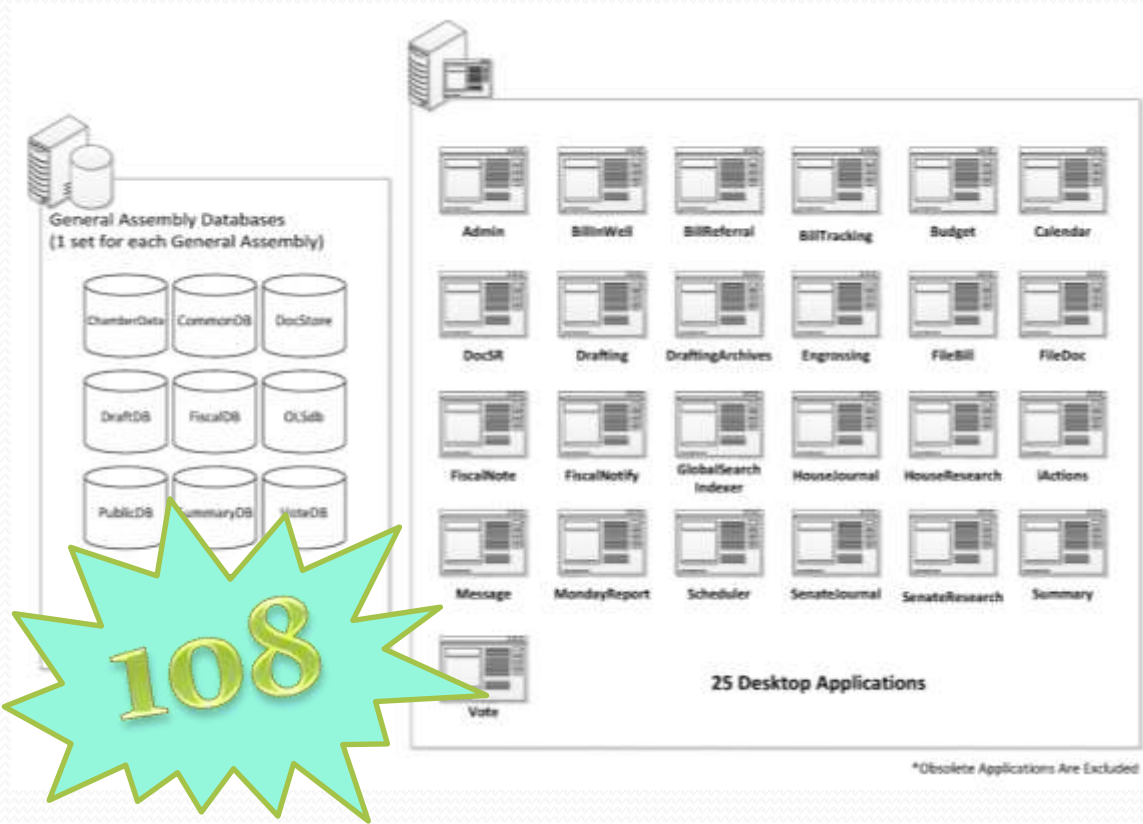 General Assembly Databases
(1 set for each General Assembly)
ChamberData CommonDB DocStore
DraftDB FiscalDB OLSdb
PublicDB SummaryDB VoteDB
108
Admin BillInWell BillReferral BillTracking Budget Calendar
DocSR Drafting DraftingArchives Engrossing FileBill FileDoc
FiscalNote FiscalNotify GlobalSearch HouseJournal HouseResearch iActions
Indexer
Message MondayReport Scheduler SenateJournal SenateResearch Summary
Vote
25 Desktop Applications
*Obsolete Applications Are Excluded